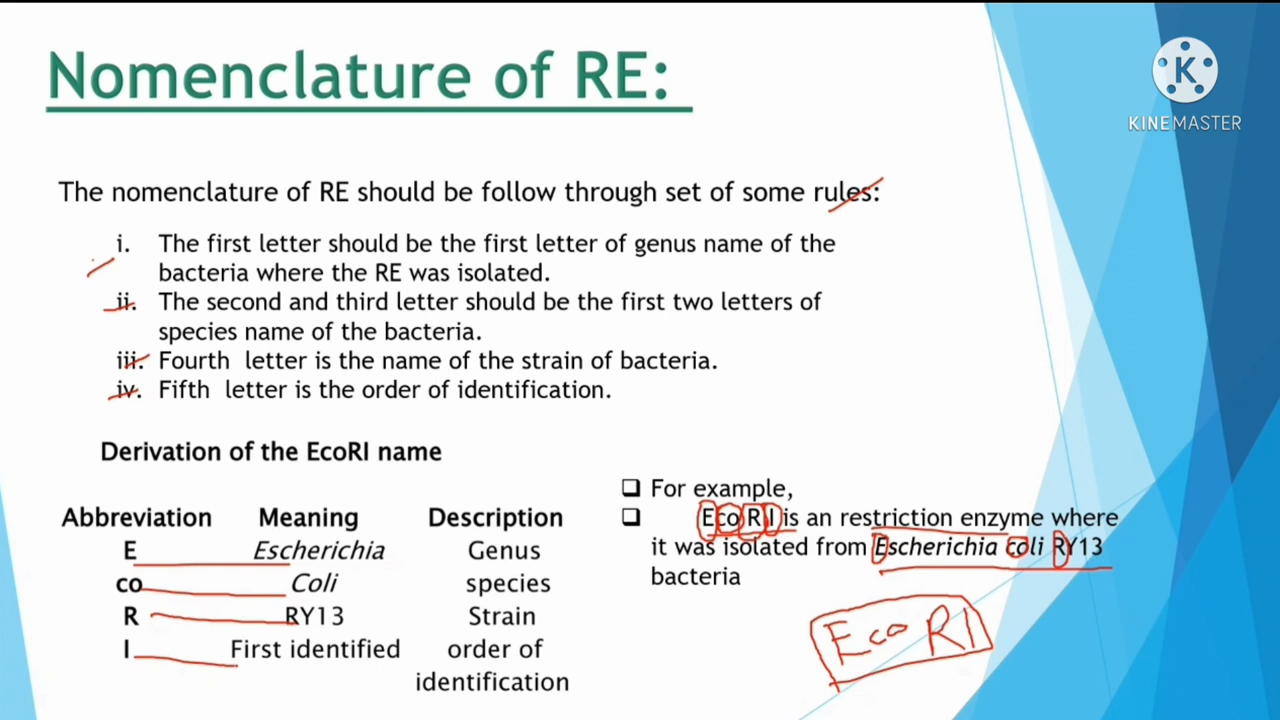 Nomenclature of RE:
KINEMASTER
The nomenclature of RE should be follow through set of some rules:
i. The first letter should be the first letter of genus name of the
bacteria where the RE was isolated.
ii. The second and third letter should be the first two letters of
species name of the bacteria.
iii. Fourth letter is the name of the strain of bacteria.
iv. Fifth letter is the order of identification.
Derivation of the EcoRI name
Abbreviation Meaning Description
E Escherichia Genus
co Coli species
R RY13 Strain
I First identified order of
identification
For example,
EcoRI is an restriction enzyme where
it was isolated from Escherichia coli RY13
bacteria
EcoRI